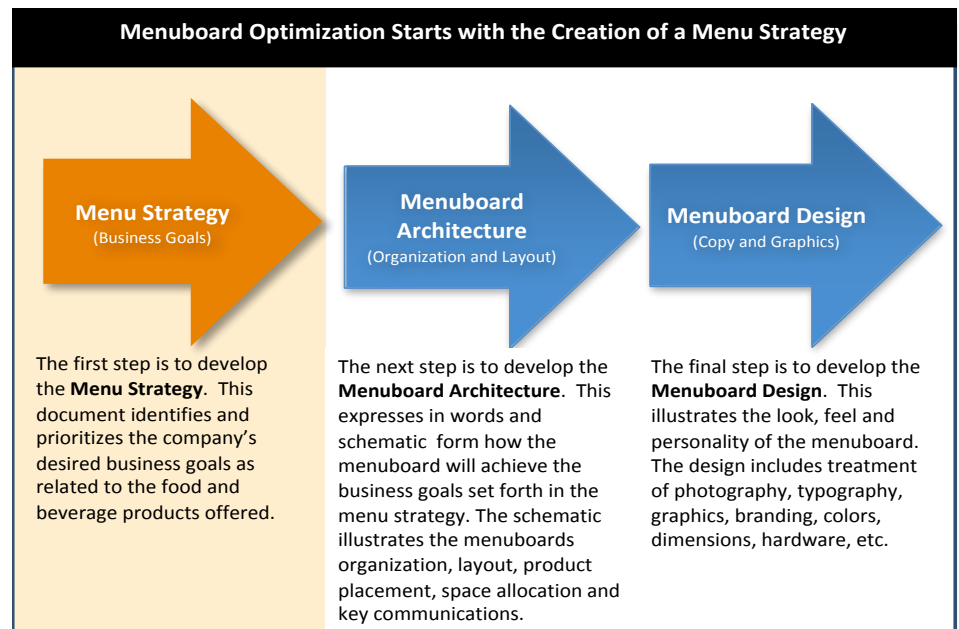 Menuboard Optimization Starts with the Creation of a Menu Strategy
Menu Strategy
(Business Goals)
The first step is to develop
the Menu Strategy.  This
document identifies and
prioritizes the company's
desired business goals as
related to the food and
beverage products offered.
Menuboard
Architecture
(Organization and Layout)
The next step is to develop the
Menuboard Architecture.  This
expresses in words and
schematic  form how the
menuboard will achieve the
business goals set forth in the
menu strategy. The schematic
illustrates the menuboards
organization, layout, product
placement, space allocation and
key communications.
Menuboard Design
(Copy and Graphics)
The final step is to develop the
Menuboard Design.  This
illustrates the look, feel and
personality of the menuboard.
The design includes treatment
of photography, typography,
graphics, branding, colors,
dimensions, hardware, etc.